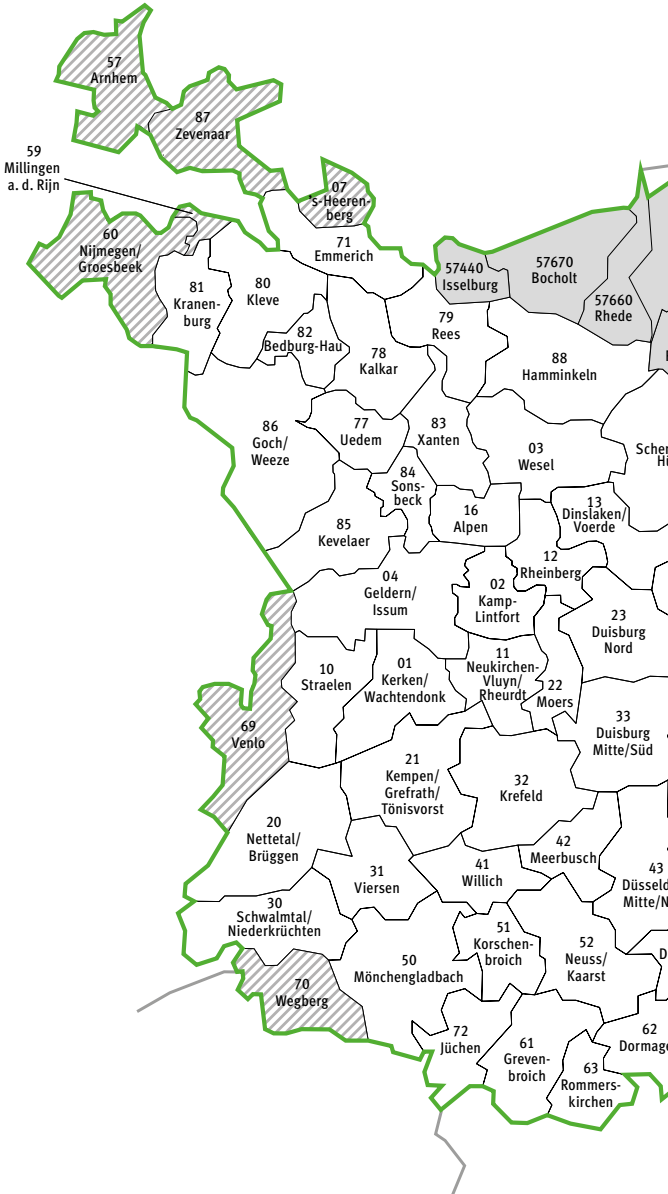 57
Arnhem
87
Zevenaar
59
Millingen
a. d. Rijn
07
's-Heeren-
berg
60
Nijmegen/
Groesbeek
71
Emmerich
57440
Isselburg
57670
Bocholt
57660
Rhede
81
Kranen-
burg
80
Kleve
82
Bedburg-Hau
79
Rees
78
Kalkar
88
Hamminkeln
86
Goch/
Weeze
77
Uedem
83
Xanten
03
Wesel
84
Sons-
beck
16
Alpen
13
Dinslaken/
Voerde
85
Kevelaer
12
Rheinberg
04
Geldern/
Issum
02
Kamp-
Lintfort
23
Duisburg
Nord
10
Straelen
01
Kerken/
Wachtendonk
11
Neukirchen-
Vluyn/
Rheurdt
22
Moers
69
Venlo
33
Duisburg
Mitte/Süd
21
Kempen/
Grefrath/
Tönisvorst
32
Krefeld
20
Nettetal/
Brüggen
31
Viersen
41
Willich
42
Meerbusch
43
Düsseld
Mitte/N
30
Schwalmtal/
Niederkrüchten
51
Korschen-
broich
50
Mönchengladbach
52
Neuss/
Kaarst
D
70
Wegberg
72
Jüchen
61
Greven-
broich
62
Dormage
63
Rommers-
kirchen